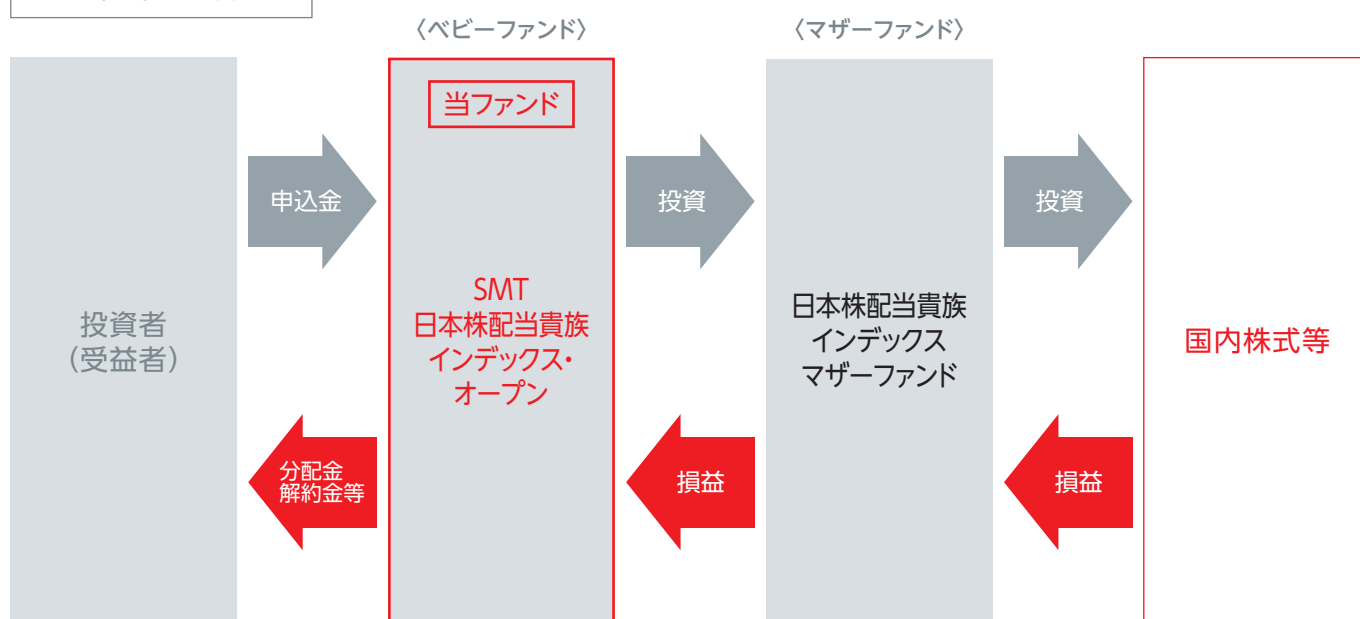 〈ベビーファンド〉
〈マザーファンド〉
当ファンド
申込金
投資
投資
投資者
(受益者)
SMT
日本株配当貴族
インデックス・
オープン
日本株配当貴族
インデックス
マザーファンド
国内株式等
分配金
解約金等
損益
損益